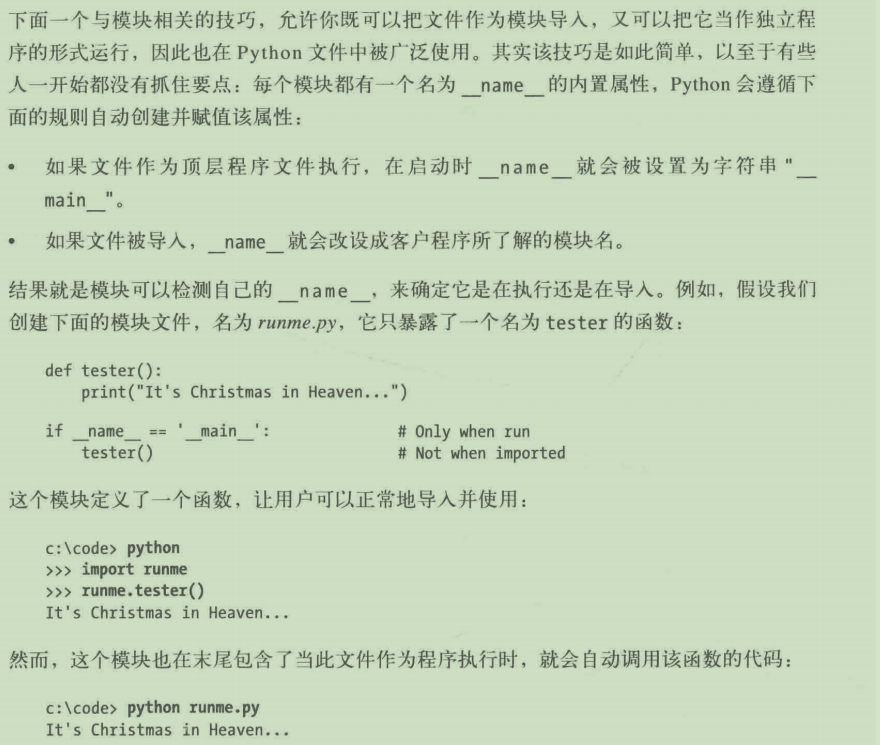 下面一个与模块相关的技巧，允许你既可以把文件作为模块导入，又可以把它当作独立程
序的形式运行，因此也在 Python 文件中被广泛使用。其实该技巧是如此简单，以至于有些
人一开始都没有抓住要点：每个模块都有一个名为 __name__ 的内置属性，Python 会遵循下
面的规则自动创建并赋值该属性：
• 如果文件作为顶层程序文件执行，在启动时 __name__ 就会被设置为字符串 "__
main__"。
• 如果文件被导入，__name__ 就会改设成客户程序所了解的模块名。
结果就是模块可以检测自己的 __name__，来确定它是在执行还是在导入。例如，假设我们
创建下面的模块文件，名为 runme.py，它只暴露了一个名为 tester 的函数：
def tester():
    print("It's Christmas in Heaven...")
if __name__ == '__main__':    # Only when run
    tester()    # Not when imported
这个模块定义了一个函数，让用户可以正常地导入并使用：
c:\code> python
>>> import runme
>>> runme.tester()
It's Christmas in Heaven...
然而，这个模块也在末尾包含了当此文件作为程序执行时，就会自动调用该函数的代码：
c:\code> python runme.py
It's Christmas in Heaven...